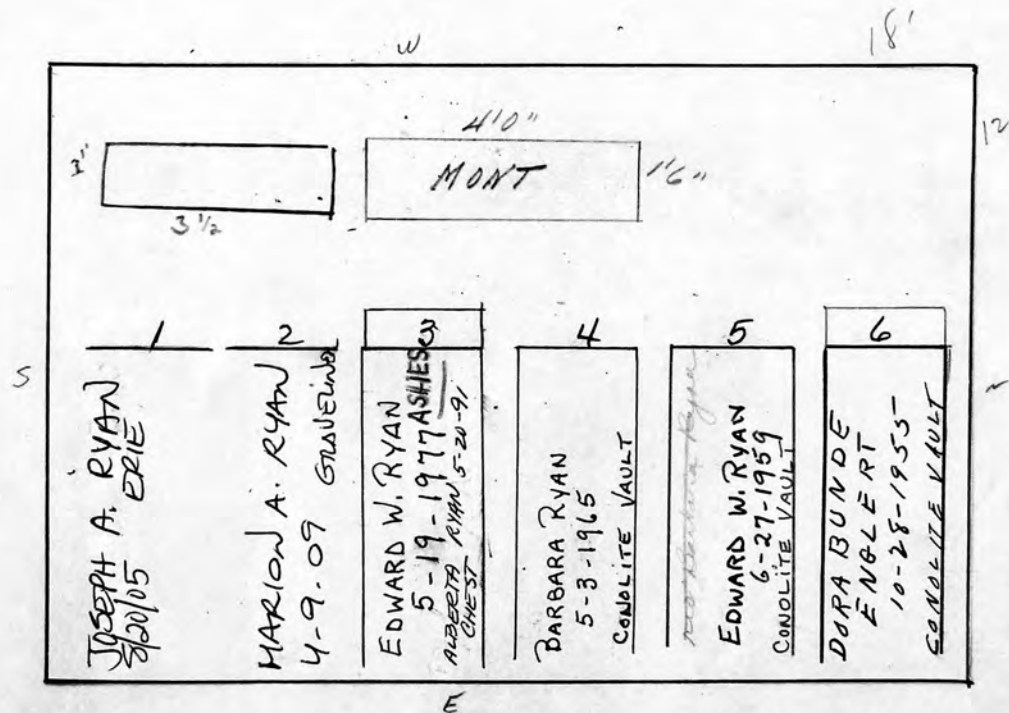 W
18'
12
4'0"
3'
MONT
1'6"
3 1/2
S
1
JOSEPH A. RYAN
8/20/05 ERIE
2
MARION A. RYAN
4-9-09
3
EDWARD W. RYAN
5-19-1977 ASHES
ALBERTA RYAN 5-20-91
CHEST
4
BARBARA RYAN
5-3-1965
CONOLITE VAULT
5
Barbara Ryan
EDWARD W. RYAN
6-27-1959
CONOLITE VAULT
6
DORA BUNDE
ENGLERT
10-28-1955-
CONOLITE VAULT
E